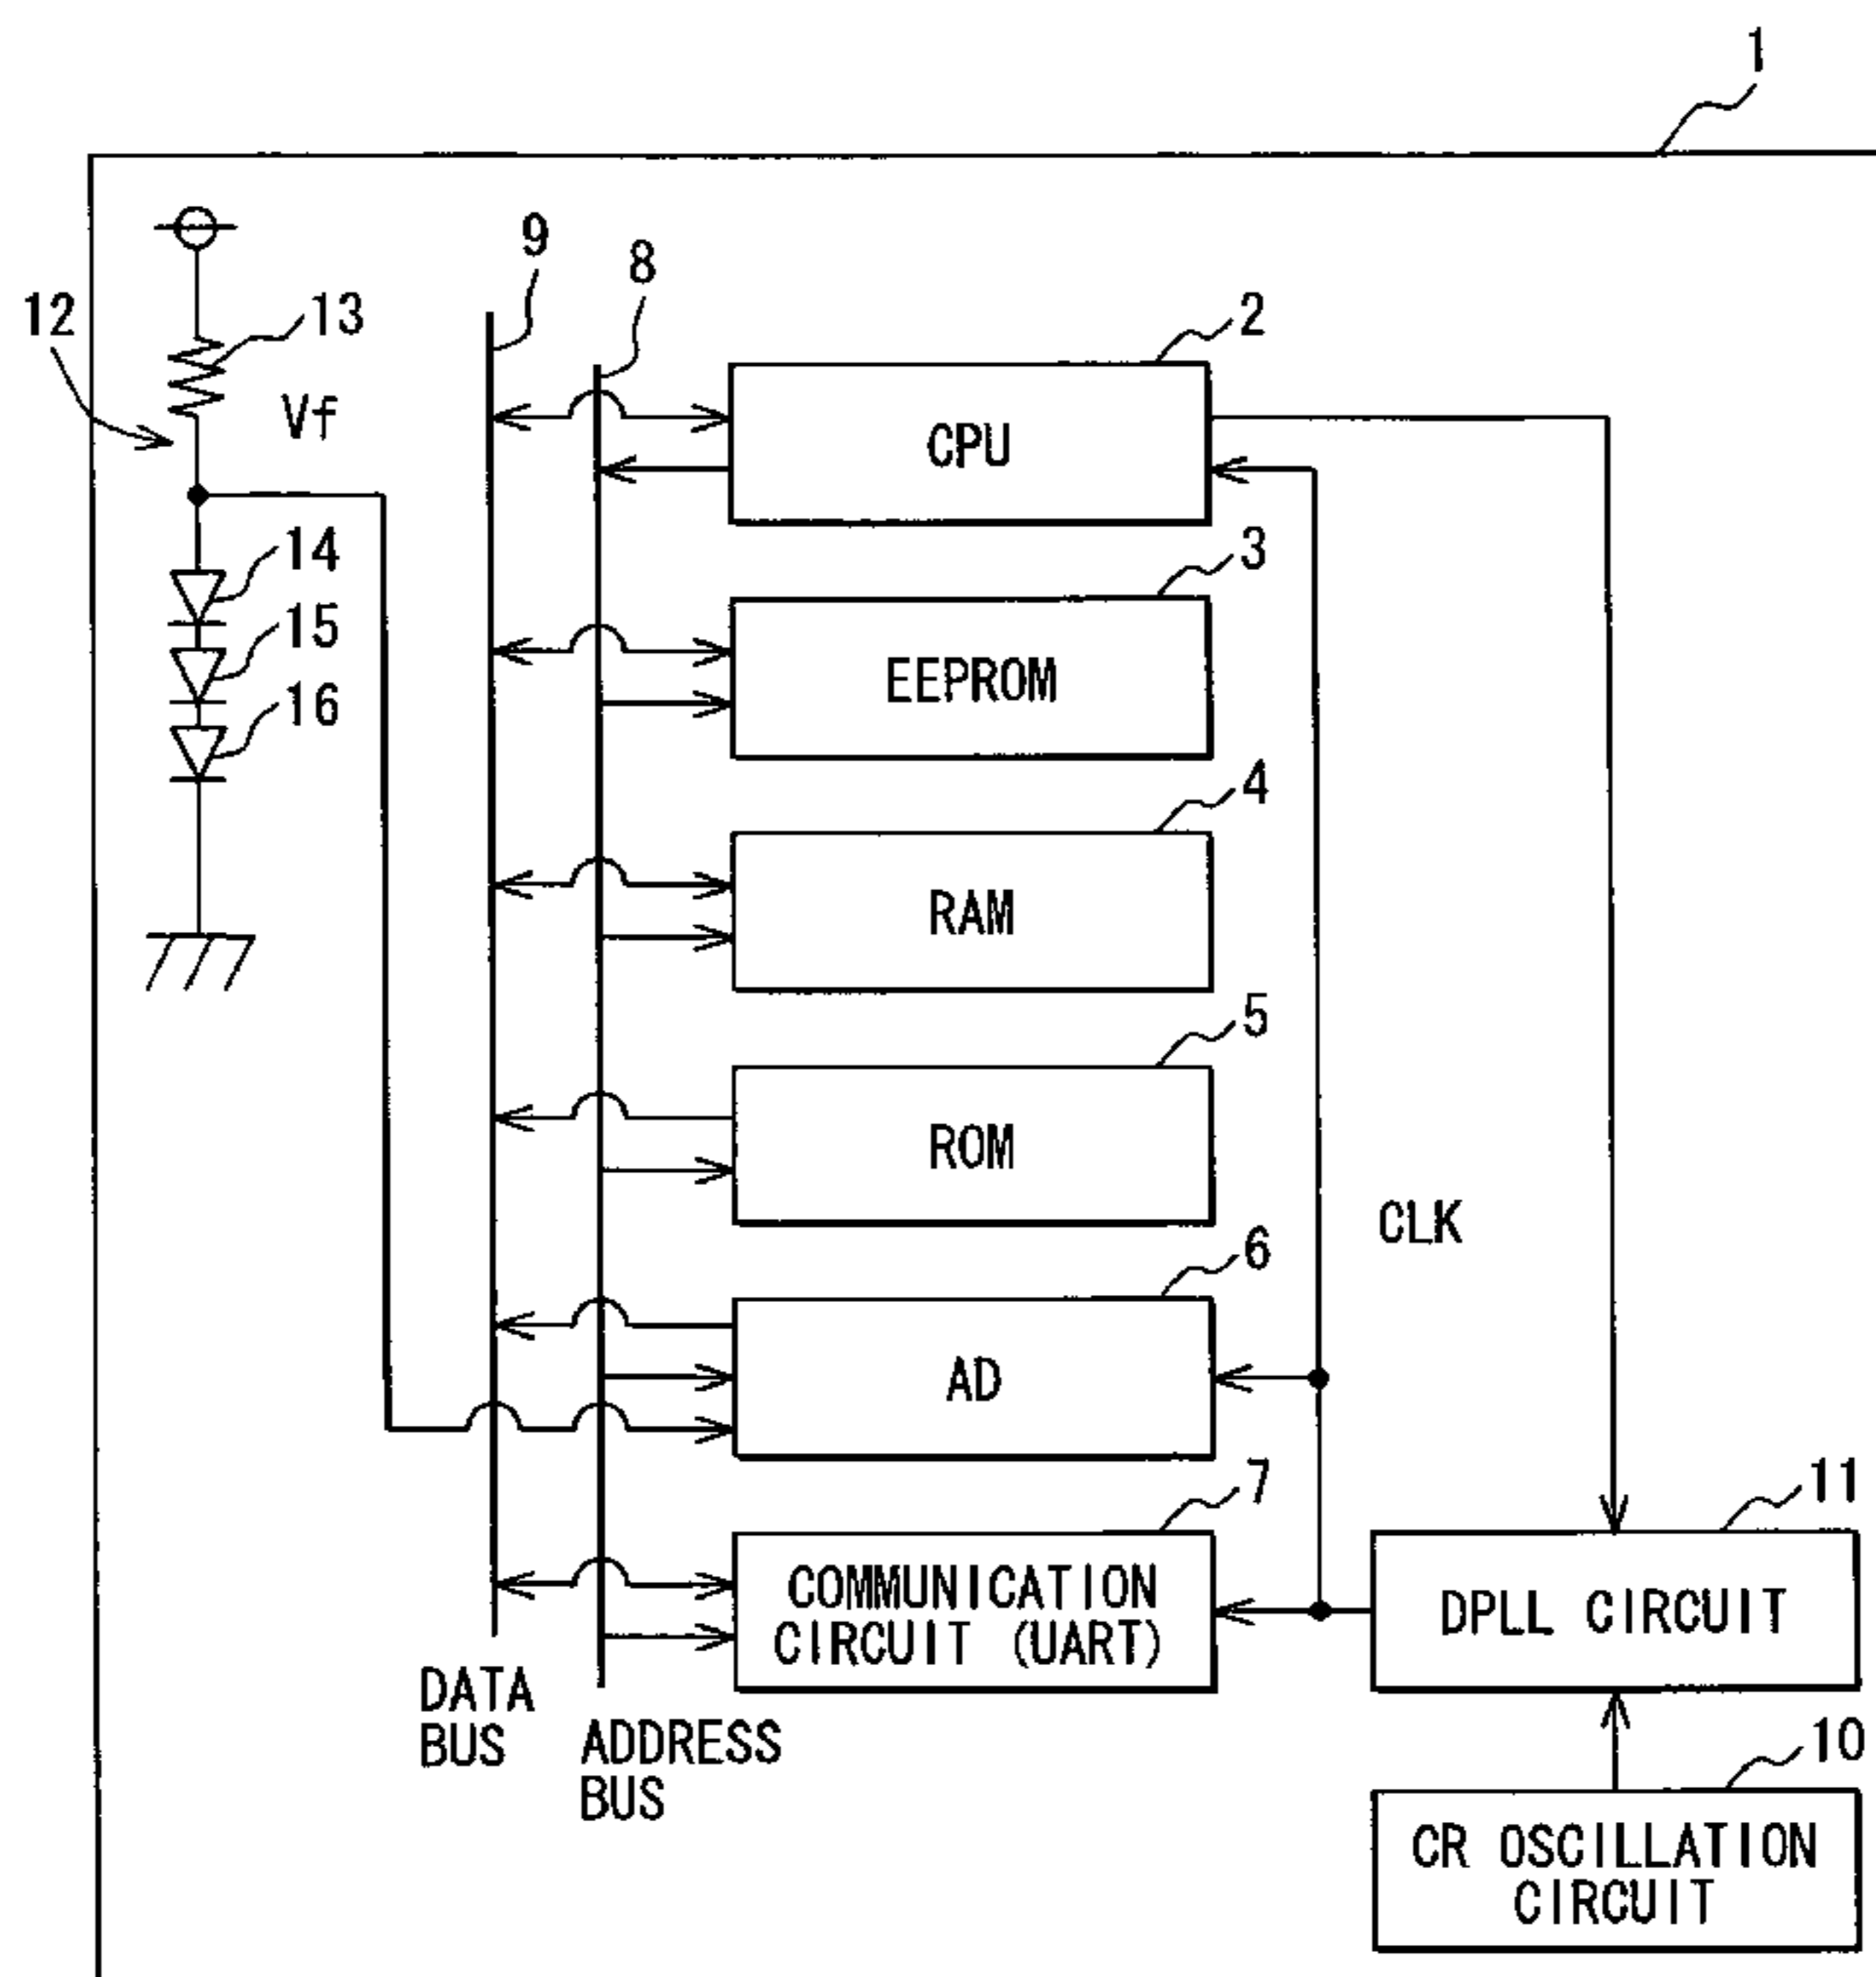 1
9
8
12
13
2
Vf
CPU
14
3
15
EEPROM
16
4
RAM
5
ROM
CLK
6
AD
7
11
COMMUNICATION
CIRCUIT (UART)
DPLL CIRCUIT
DATA
BUS
ADDRESS
BUS
10
CR OSCILLATION
CIRCUIT